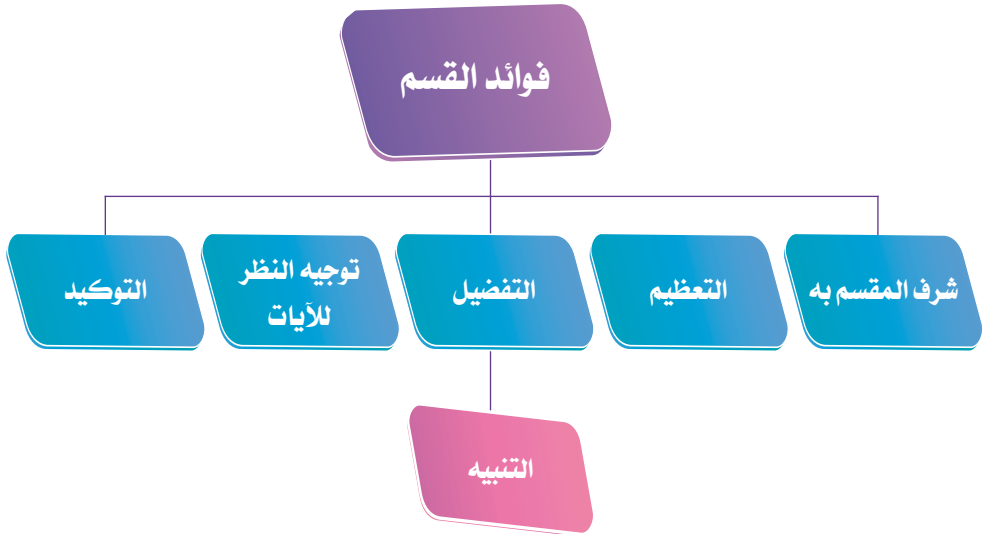 فوائد القسم
شرف المقسم به
التعظيم
التفضيل
توجيه النظر
للآيات
التوكيد
التنبيه